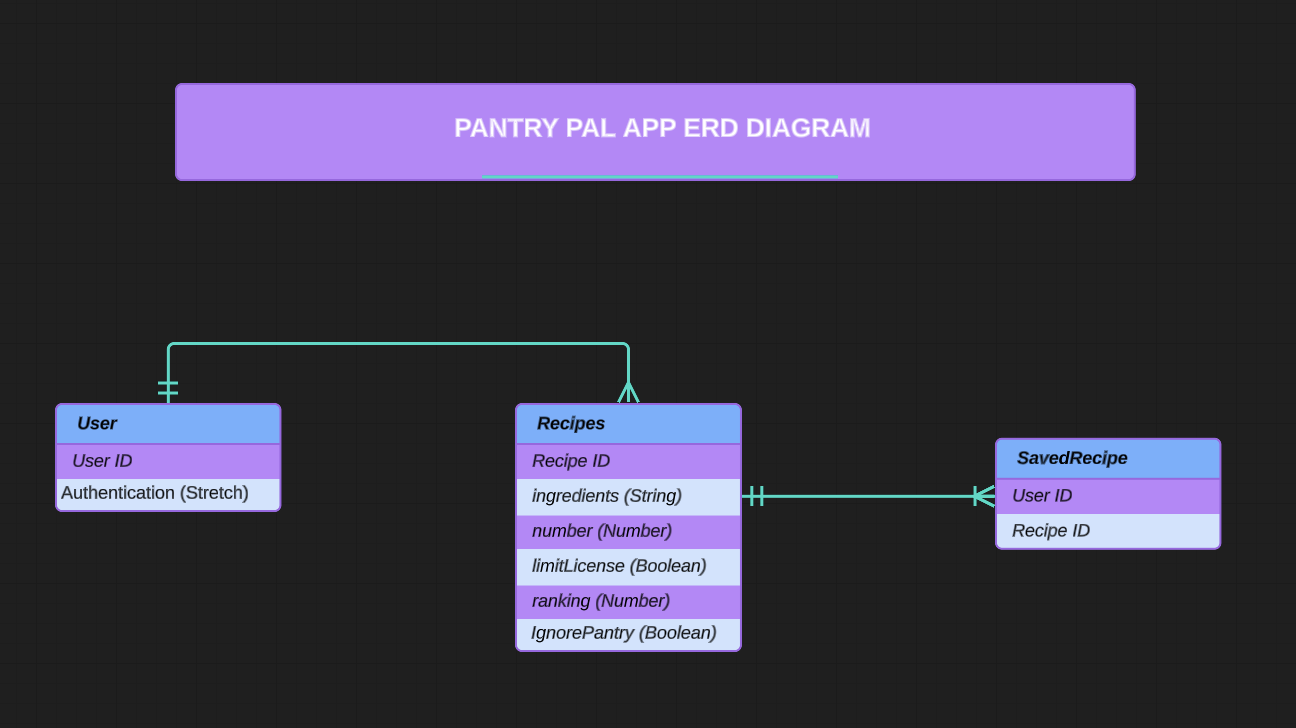 PANTRY PAL APP ERD DIAGRAM
User
User ID
Authentication (Stretch)
Recipes
Recipe ID
ingredients (String)
number (Number)
limitLicense (Boolean)
ranking (Number)
IgnorePantry (Boolean)
SavedRecipe
User ID
Recipe ID